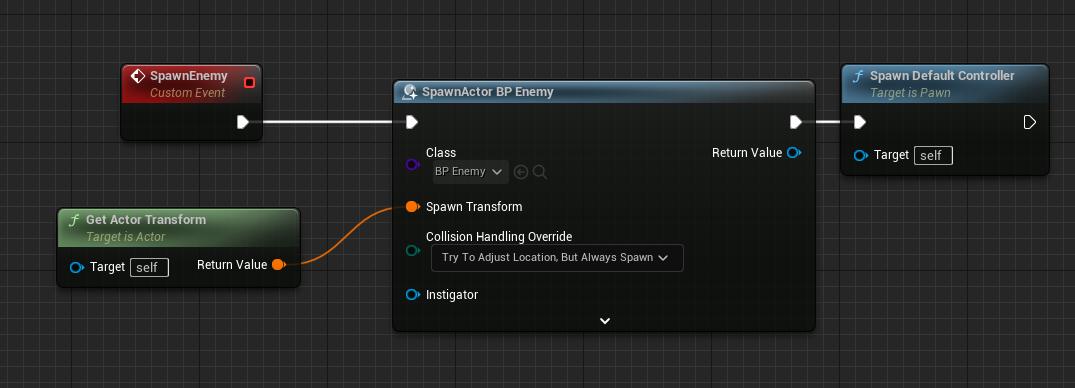 SpawnEnemy
Custom Event
SpawnActor BP Enemy
Class
BP Enemy
Return Value
Spawn Transform
Collision Handling Override
Try To Adjust Location, But Always Spawn
Instigator
Spawn Default Controller
Target is Pawn
Target self
Get Actor Transform
Target is Actor
Target self
Return Value